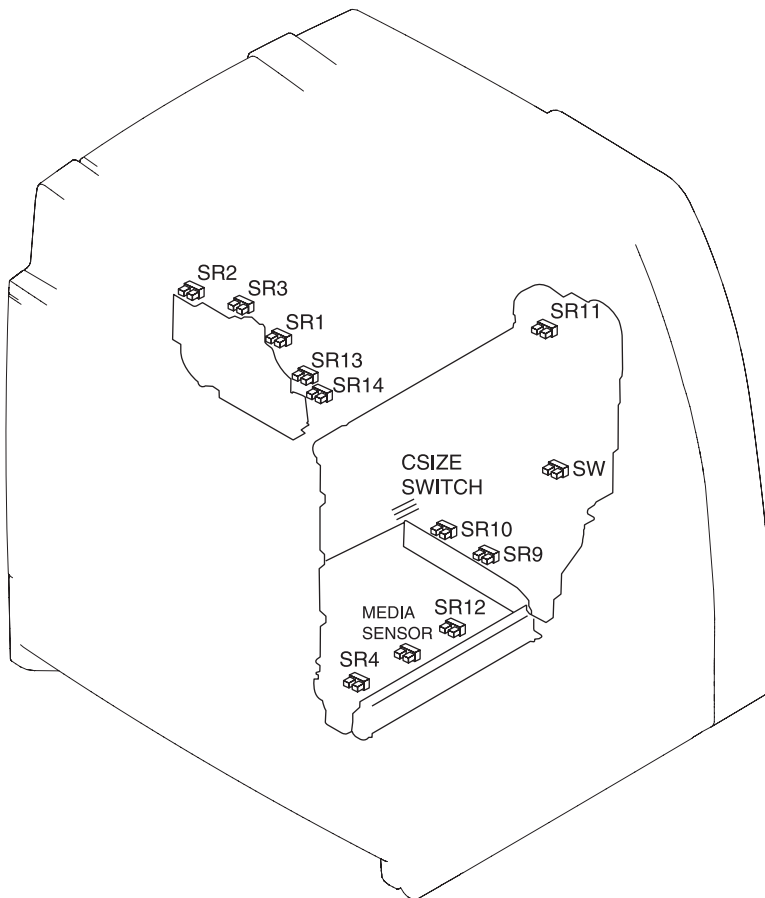 SR2
SR3
SR1
SR11
SR13
SR14
CSIZE
SWITCH
SW
SR10
SR9
MEDIA
SENSOR
SR12
SR4